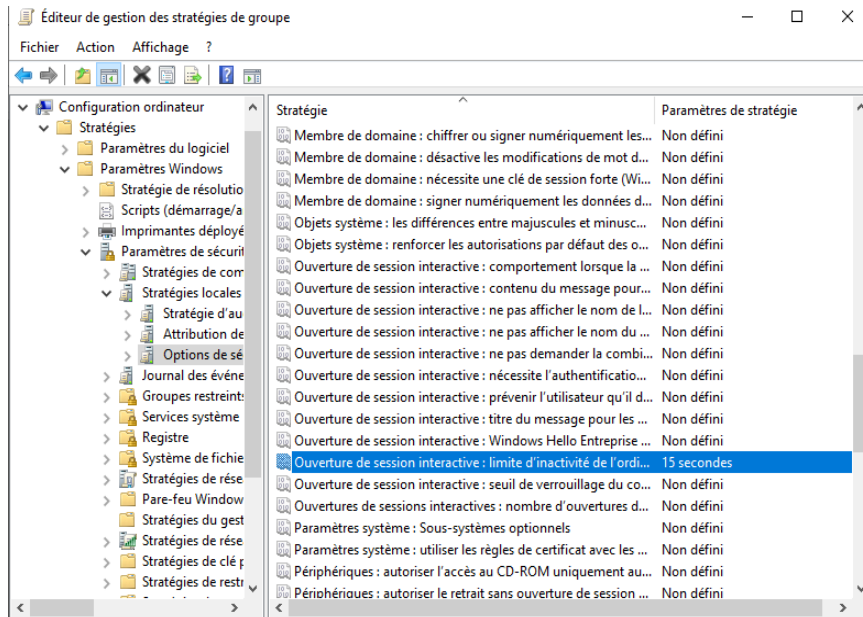 Éditeur de gestion des stratégies de groupe
Fichier Action Affichage ?
Configuration ordinateur
Stratégies
Paramètres du logiciel
Paramètres Windows
Stratégie de résolutio
Scripts (démarrage/a
Imprimantes déployé
Paramètres de sécurit
Stratégies de com
Stratégies locales
Stratégie d'au
Attribution de
Options de sé
Journal des événe
Groupes restreints
Services système
Registre
Système de fichie
Stratégies de rése
Pare-feu Window
Stratégies du gest
Stratégies de rése
Stratégies de clé p
Stratégies de restr
Stratégie Paramètres de stratégie
Membre de domaine : chiffrer ou signer numériquement les... Non défini
Membre de domaine : désactive les modifications de mot d... Non défini
Membre de domaine : nécessite une clé de session forte (Wi... Non défini
Membre de domaine : signer numériquement les données d... Non défini
Objets système : les différences entre majuscules et minusc... Non défini
Objets système : renforcer les autorisations par défaut des o... Non défini
Ouverture de session interactive : comportement lorsque la ... Non défini
Ouverture de session interactive : contenu du message pour... Non défini
Ouverture de session interactive : ne pas afficher le nom de l... Non défini
Ouverture de session interactive : ne pas afficher le nom du ... Non défini
Ouverture de session interactive : ne pas demander la combi... Non défini
Ouverture de session interactive : nécessite l'authentificatio... Non défini
Ouverture de session interactive : prévenir l'utilisateur qu'il d... Non défini
Ouverture de session interactive : titre du message pour les ... Non défini
Ouverture de session interactive : Windows Hello Entreprise ... Non défini
Ouverture de session interactive : limite d'inactivité de l'ordi... 15 secondes
Ouverture de session interactive : seuil de verrouillage du co... Non défini
Ouvertures de sessions interactives : nombre d'ouvertures d... Non défini
Paramètres système : Sous-systèmes optionnels Non défini
Paramètres système : utiliser les règles de certificat avec les ... Non défini
Périphériques : autoriser l'accès au CD-ROM uniquement au... Non défini
Périphériques : autoriser le retrait sans ouverture de session ... Non défini